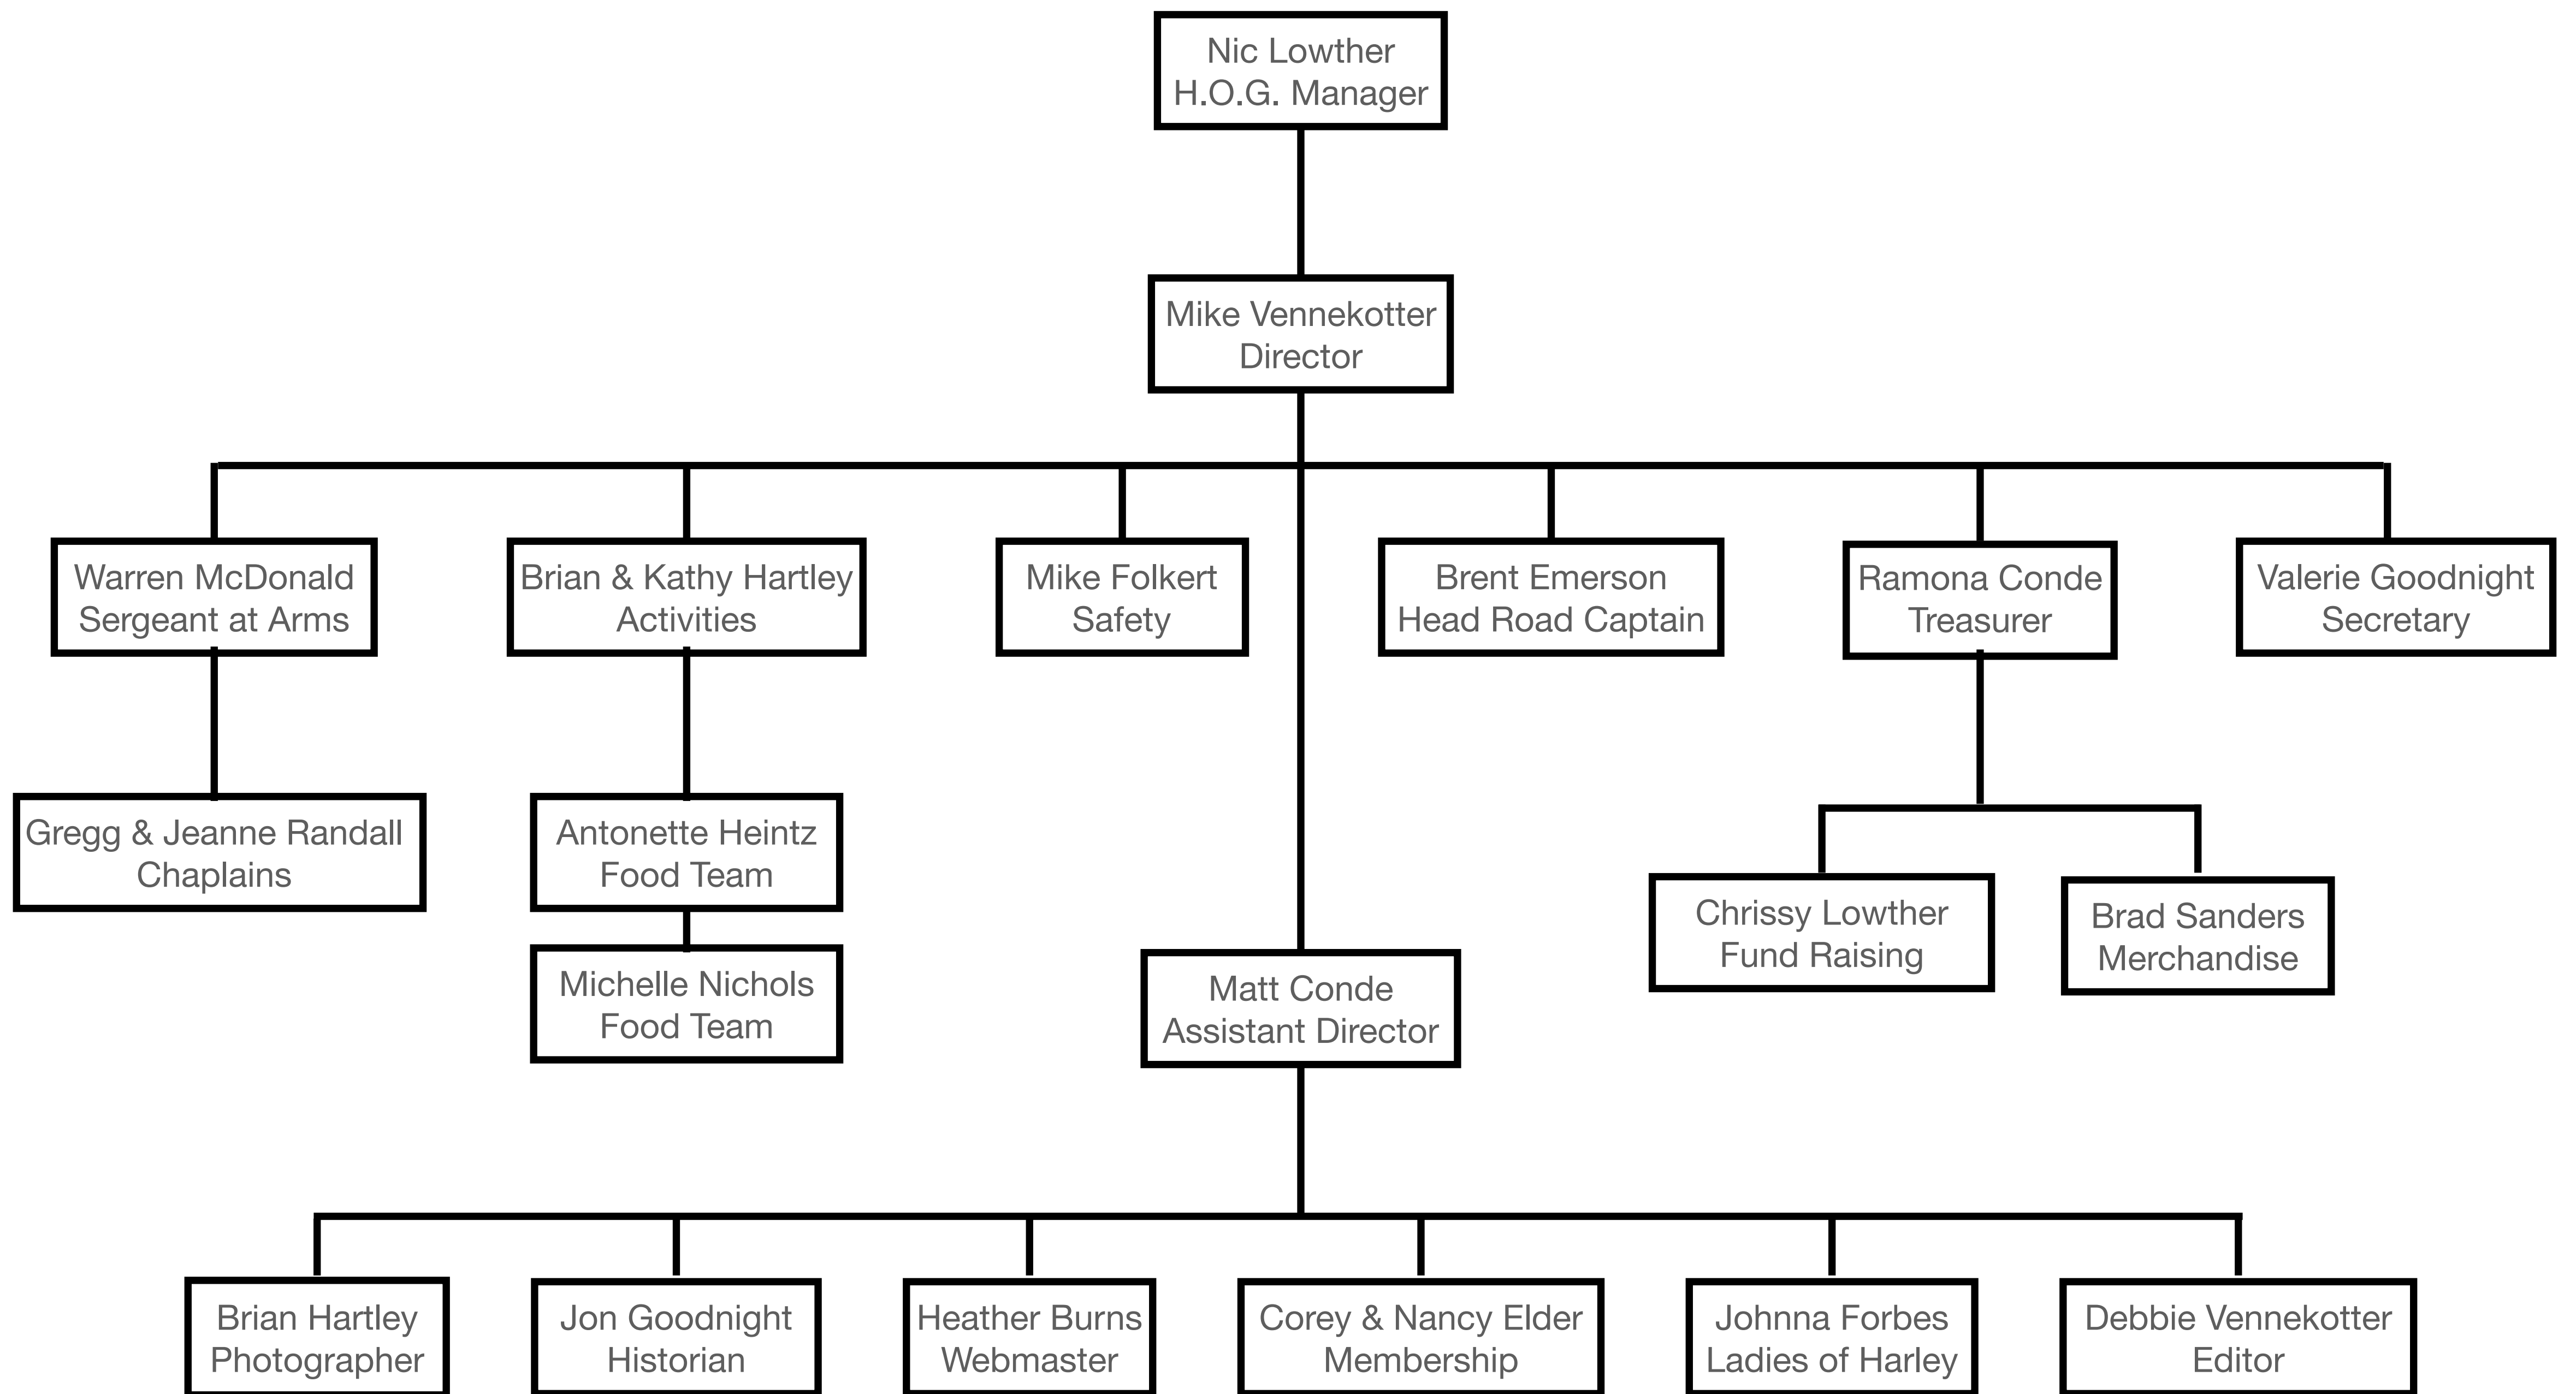 Nic Lowther
H.O.G. Manager
Mike Vennekotter
Director
Warren McDonald
Sergeant at Arms
Brian & Kathy Hartley
Activities
Mike Folkert
Safety
Brent Emerson
Head Road Captain
Ramona Conde
Treasurer
Valerie Goodnight
Secretary
Gregg & Jeanne Randall
Chaplains
Antonette Heintz
Food Team
Michelle Nichols
Food Team
Chrissy Lowther
Fund Raising
Brad Sanders
Merchandise
Matt Conde
Assistant Director
Brian Hartley
Photographer
Jon Goodnight
Historian
Heather Burns
Webmaster
Corey & Nancy Elder
Membership
Johnna Forbes
Ladies of Harley
Debbie Vennekotter
Editor